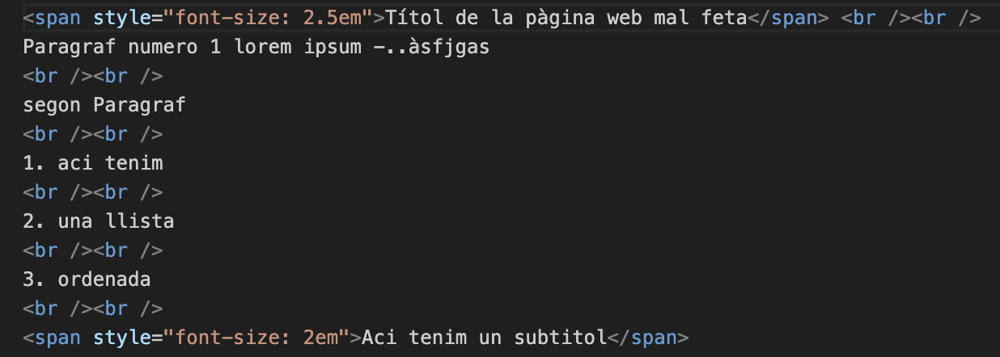 <span style="font-size: 2.5em">Títol de la pàgina web mal feta</span> <br /><br />
Paragraf numero 1 lorem ipsum -..àsfjgas
<br /><br />
segon Paragraf
<br /><br />
1. aci tenim
<br /><br />
2. una llista
<br /><br />
3. ordenada
<br /><br />
<span style="font-size: 2em">Aci tenim un subtitol</span>